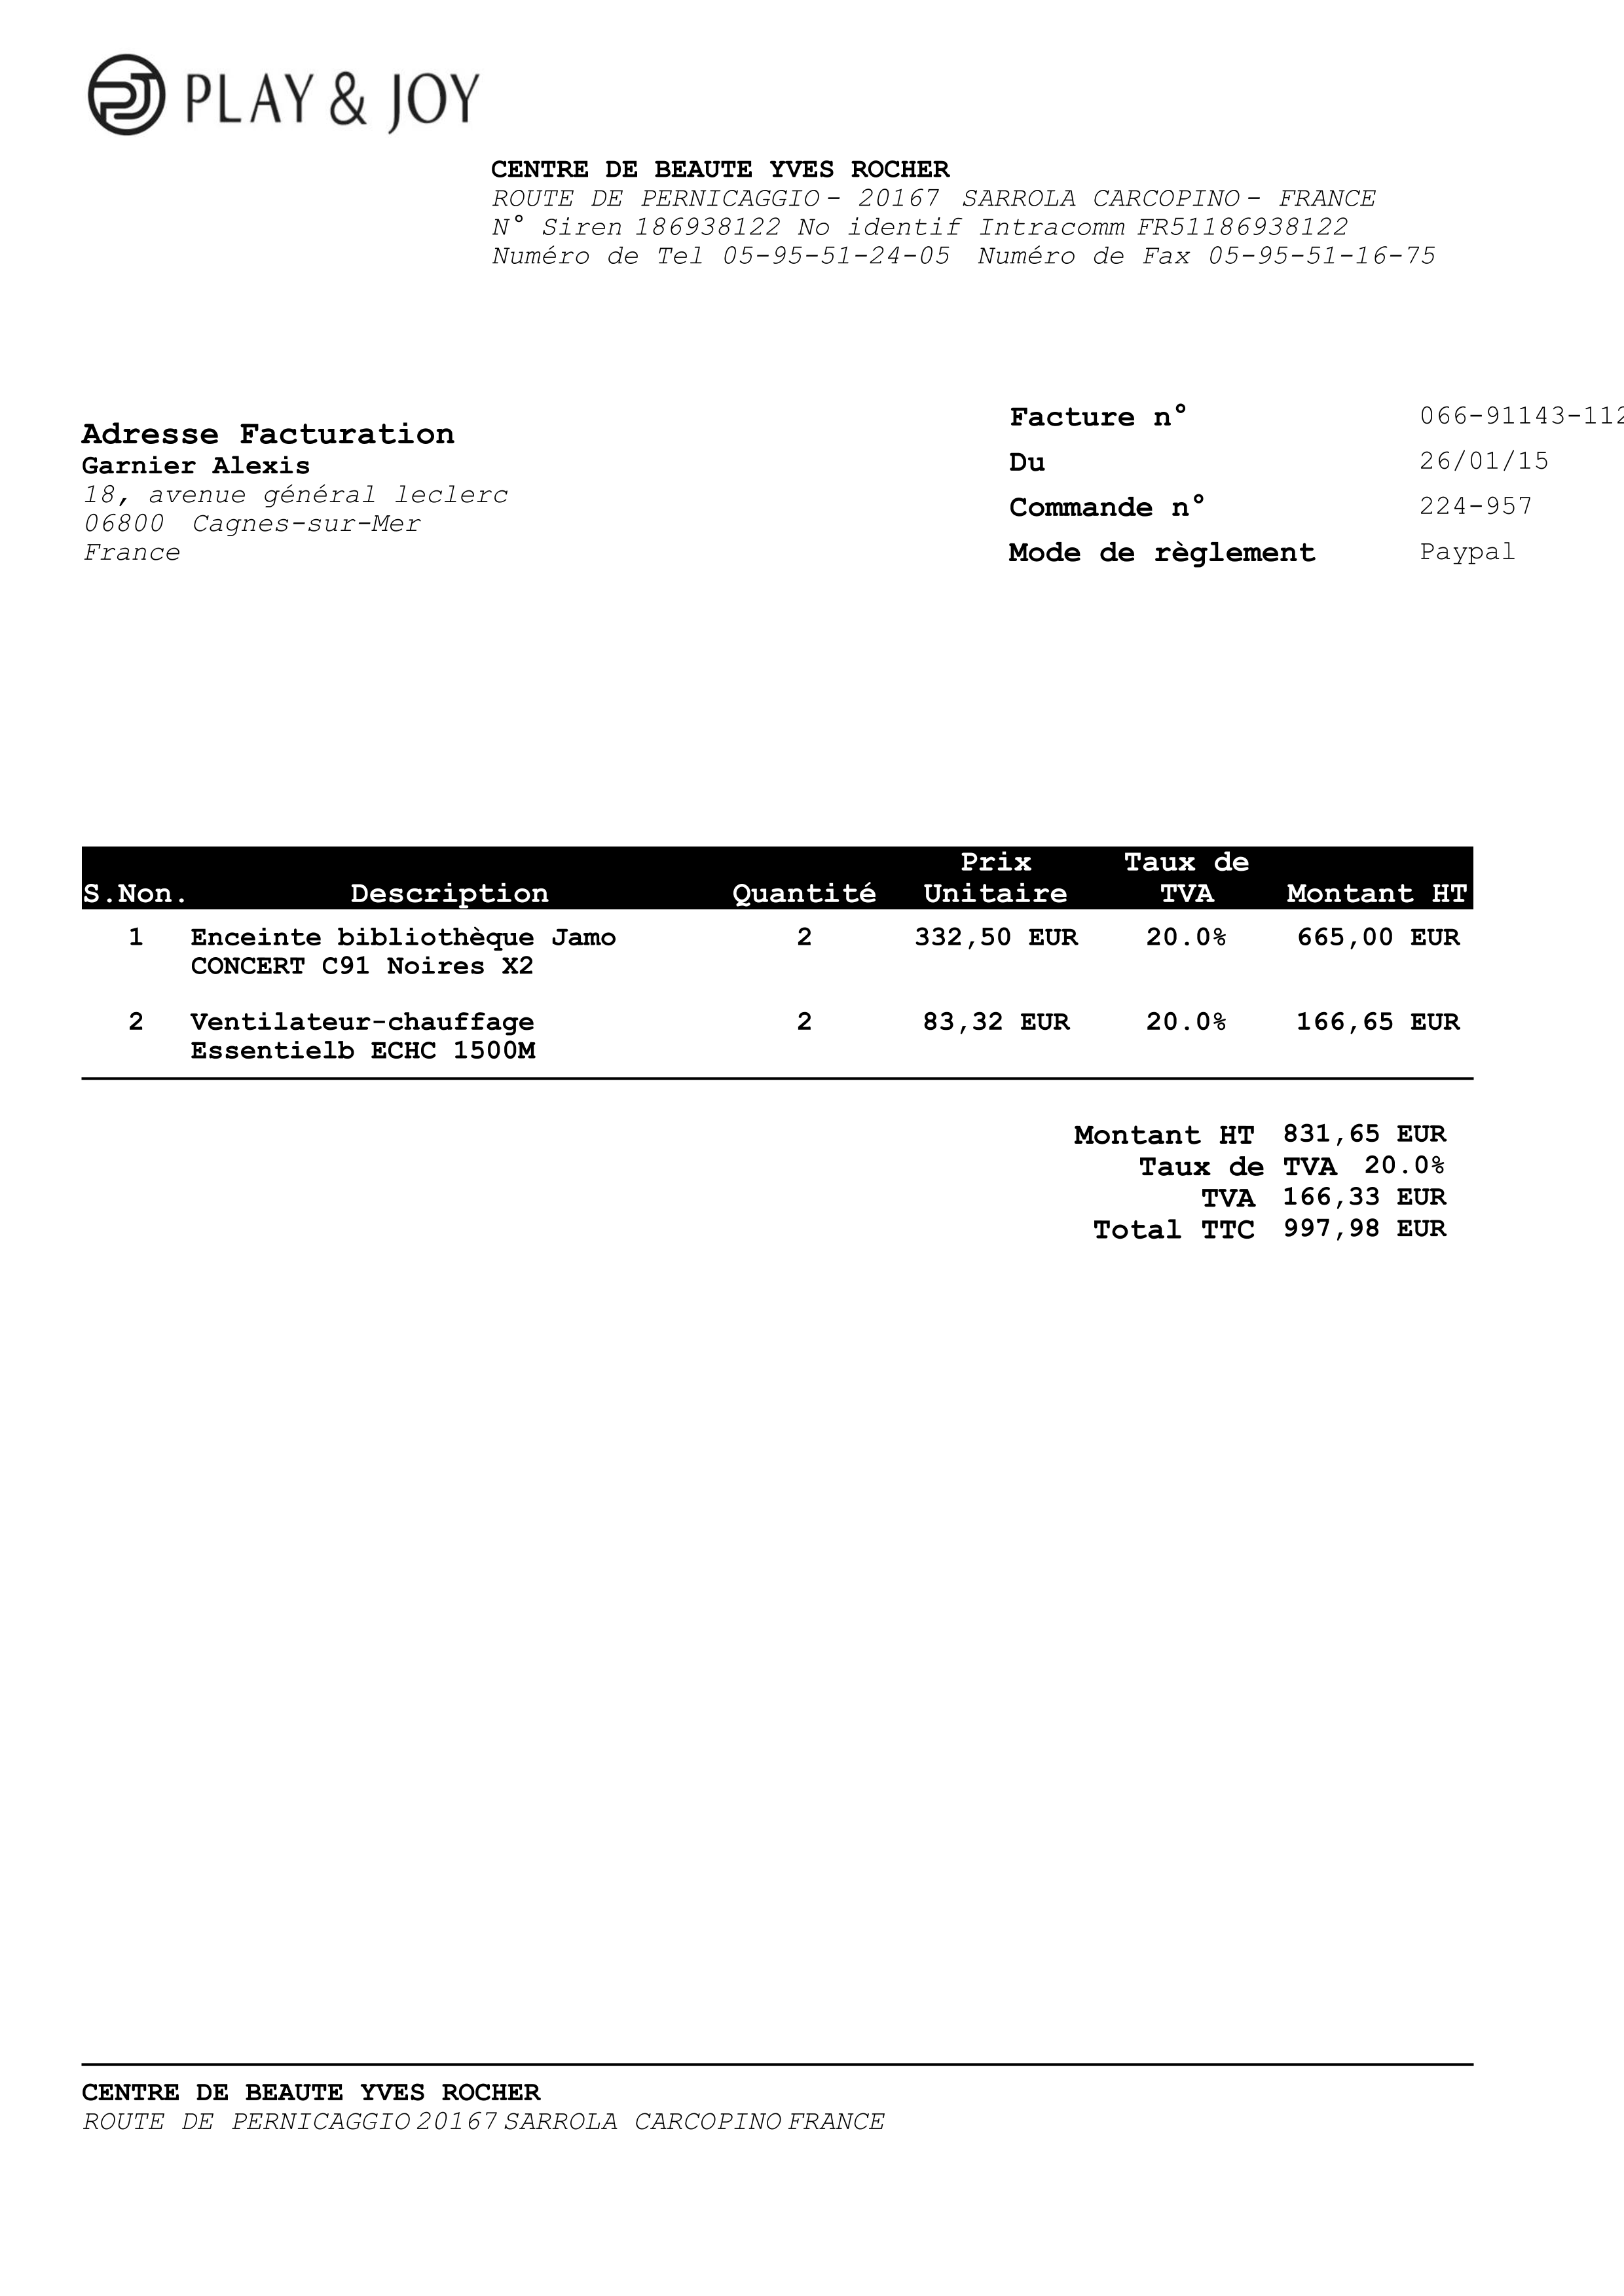 PLAY & JOY
CENTRE DE BEAUTE YVES ROCHER
ROUTE DE PERNICAGGIO - 20167 SARROLA CARCOPINO - FRANCE
N° Siren 186938122 No identif Intracomm FR51186938122
Numéro de Tel 05-95-51-24-05 Numéro de Fax 05-95-51-16-75
Adresse Facturation
Garnier Alexis
18, avenue général leclerc
06800 Cagnes-sur-Mer
France
Facture n° 066-91143-112
Du 26/01/15
Commande n° 224-957
Mode de règlement Paypal
S.Non. Description Quantité Prix Unitaire Taux de TVA Montant HT
1 Enceinte bibliothèque Jamo 2 332,50 EUR 20.0% 665,00 EUR
CONCERT C91 Noires X2
2 Ventilateur-chauffage 2 83,32 EUR 20.0% 166,65 EUR
Essentielb ECHC 1500M
Montant HT 831,65 EUR
Taux de TVA 20.0%
TVA 166,33 EUR
Total TTC 997,98 EUR
CENTRE DE BEAUTE YVES ROCHER
ROUTE DE PERNICAGGIO 20167 SARROLA CARCOPINO FRANCE